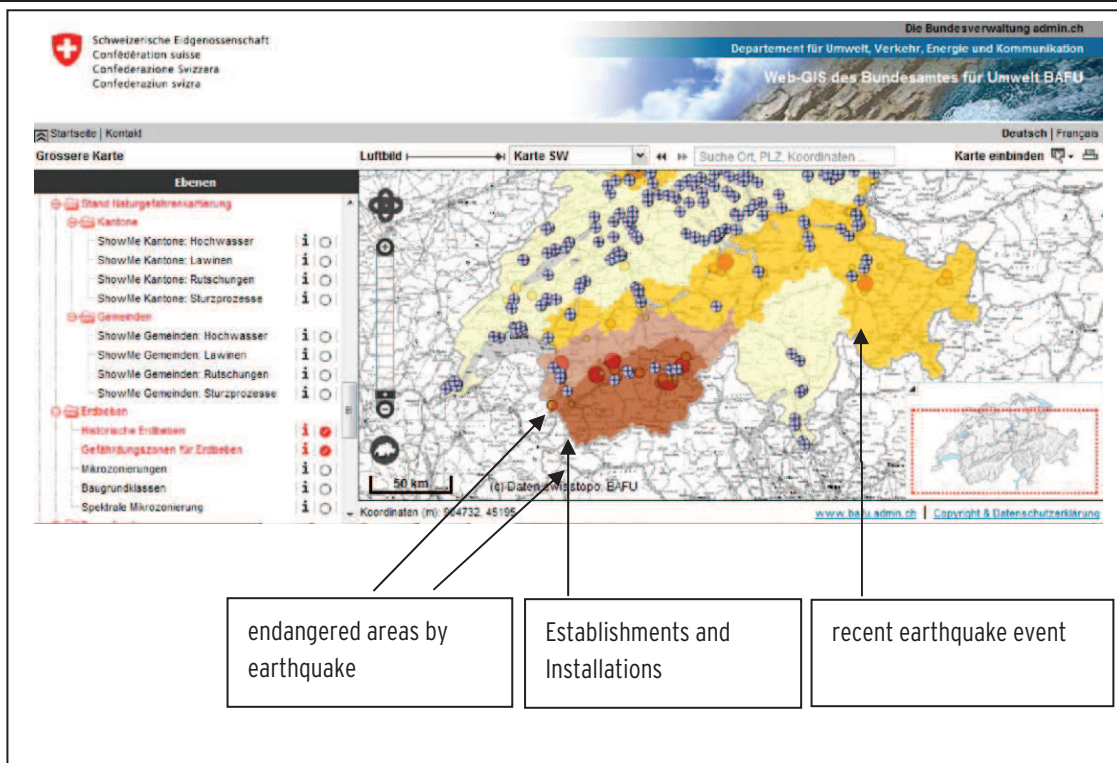 Schweizerische Eidgenossenschaft
Confédération suisse
Confederazione Svizzera
Confederaziun svizra
Die Bundesverwaltung admin.ch
Departement für Umwelt, Verkehr, Energie und Kommunikation
Web-GIS des Bundesamtes für Umwelt BAFU
Startseite | Kontakt
Deutsch | Français
Grössere Karte
Luftbild
Karte SW
Suche Ort, PLZ, Koordinaten ...
Karte einbinden
Ebenen
Stand Naturgefahrenkartierung
Kantone
ShowMe Kantone: Hochwasser
ShowMe Kantone: Lawinen
ShowMe Kantone: Rutschungen
ShowMe Kantone: Sturzprozesse
Gemeinden
ShowMe Gemeinden: Hochwasser
ShowMe Gemeinden: Lawinen
ShowMe Gemeinden: Rutschungen
ShowMe Gemeinden: Sturzprozesse
Erdbeben
Historische Erdbeben
Gefährdungszonen für Erdbeben
Mikrozonierungen
Baugrundklassen
Spektrale Mikrozonierung
50 km
(c) Daten:swisstopo, BAFU
Koordinaten (m): 904732, 45195
www.bafu.admin.ch | Copyright & Datenschutzerklärung
endangered areas by
earthquake
Establishments and
Installations
recent earthquake event